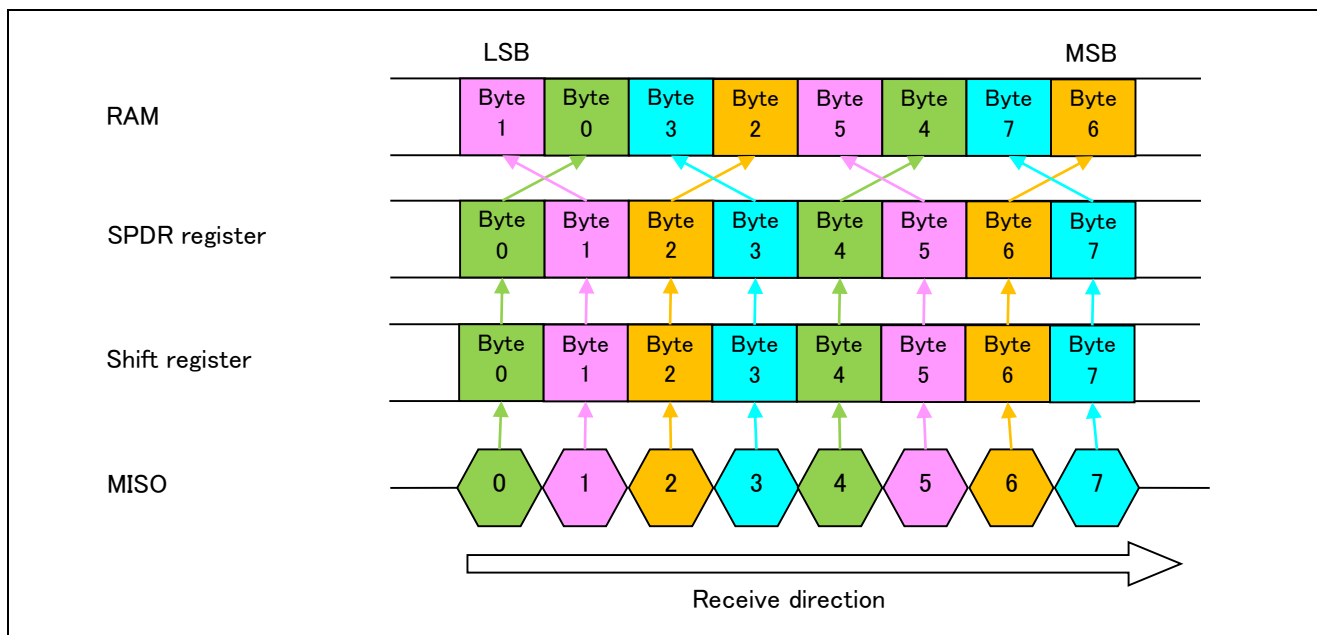 LSB MSB
RAM
Byte Byte Byte Byte Byte Byte Byte Byte
1 0 3 2 5 4 7 6
SPDR register
Byte Byte Byte Byte Byte Byte Byte Byte
0 1 2 3 4 5 6 7
Shift register
Byte Byte Byte Byte Byte Byte Byte Byte
0 1 2 3 4 5 6 7
MISO
0 1 2 3 4 5 6 7
Receive direction